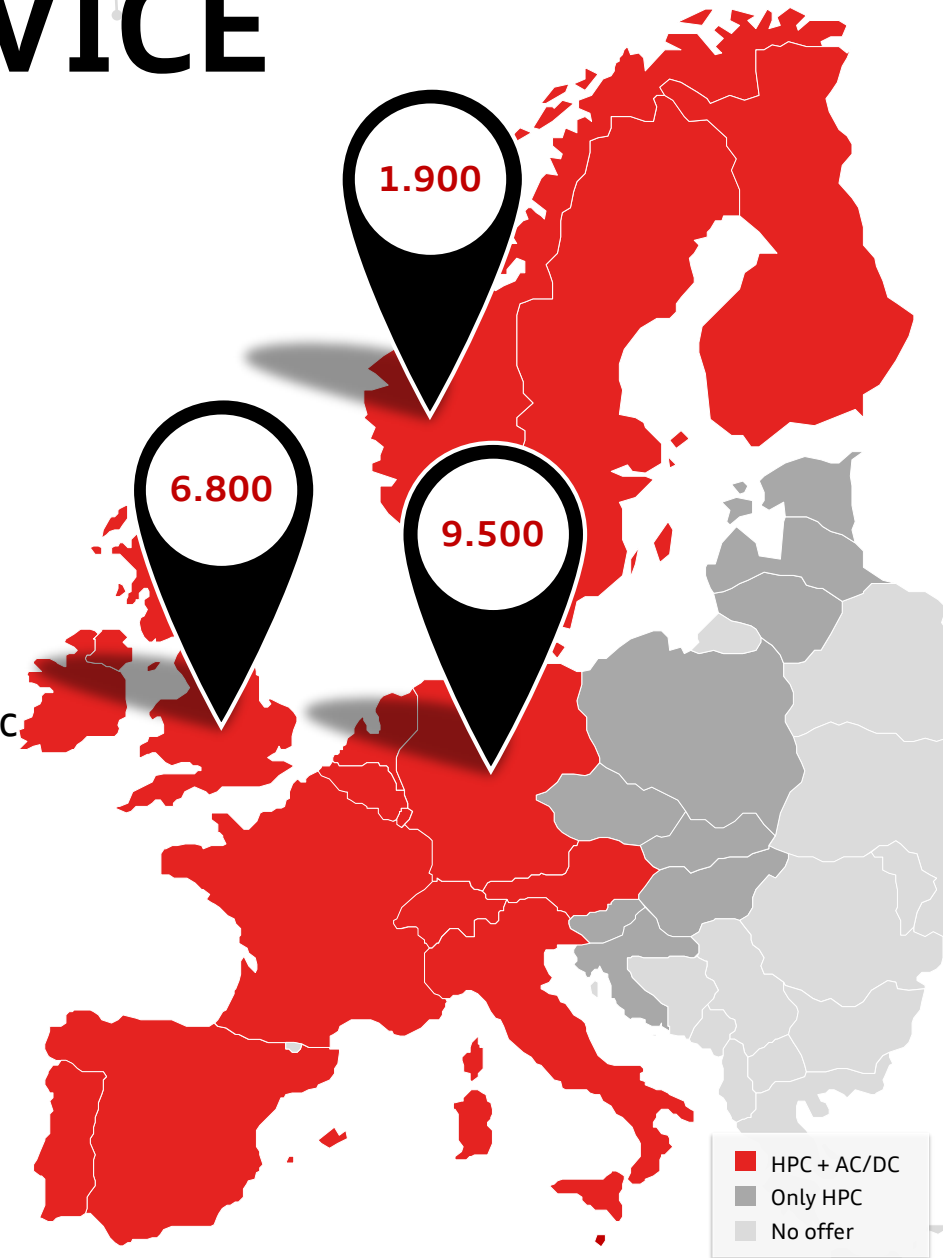 VICE
1.900
6.800
9.500
C
HPC + AC/DC
Only HPC
No offer